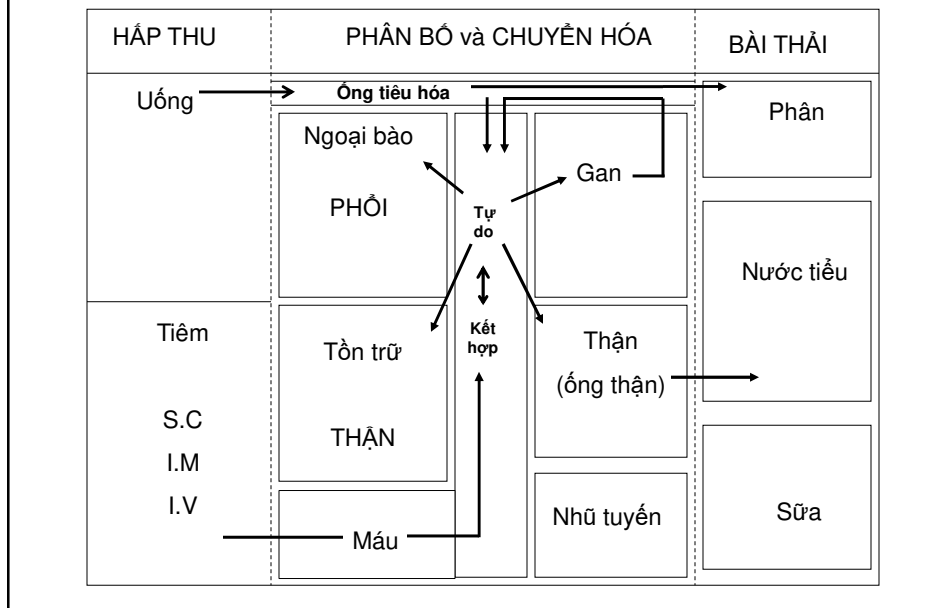 HẤP THU
PHÂN BỐ và CHUYỂN HÓA
BÀI THẢI
Uống
Ống tiêu hóa
Phân
Ngoại bào
PHỔI
Gan
Tự
do
Nước tiểu
Tiêm
S.C
I.M
I.V
Tồn trữ
THẬN
Kết
hợp
Thận
(ống thận)
Máu
Nhũ tuyến
Sữa